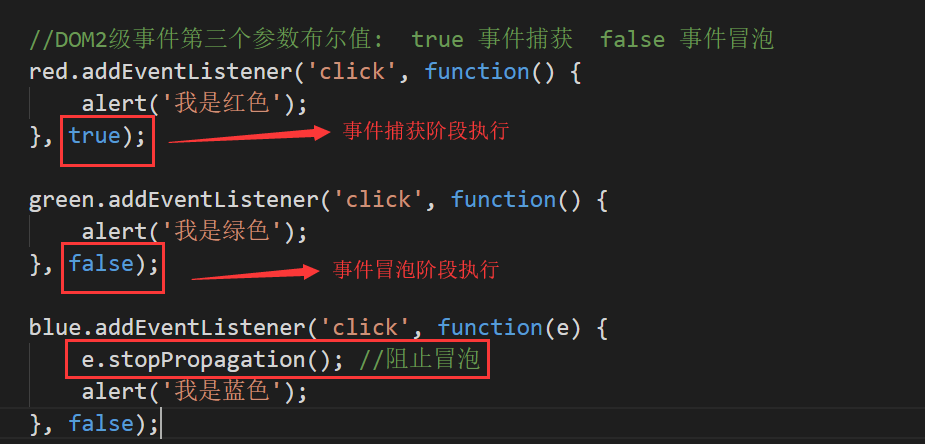 //DOM2级事件第三个参数布尔值:  true 事件捕获  false 事件冒泡
red.addEventListener('click', function() {
    alert('我是红色');
}, true);  事件捕获阶段执行
green.addEventListener('click', function() {
    alert('我是绿色');
}, false);  事件冒泡阶段执行
blue.addEventListener('click', function(e) {
    e.stopPropagation(); //阻止冒泡
    alert('我是蓝色');
}, false);